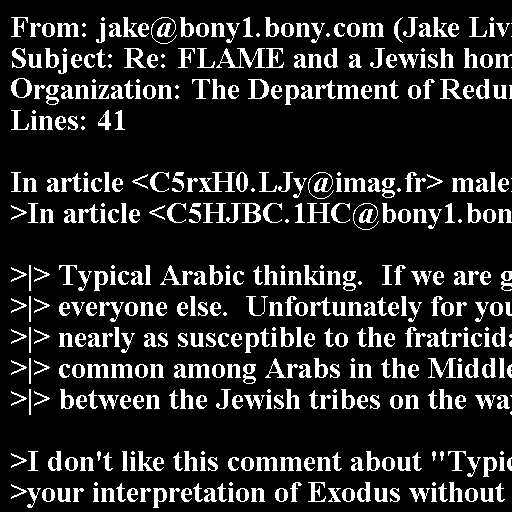 From: jake@bony1.bony.com (Jake Liv
Subject: Re: FLAME and a Jewish hom
Organization: The Department of Redu
Lines: 41
In article <C5rxH0.LJy@imag.fr> male
>In article <C5HJBC.1HC@bony1.bon
>|> Typical Arabic thinking.  If we are g
>|> everyone else.  Unfortunately for you
>|> nearly as susceptible to the fratricida
>|> common among Arabs in the Middle
>|> between the Jewish tribes on the way
>I don't like this comment about "Typic
>your interpretation of Exodus without